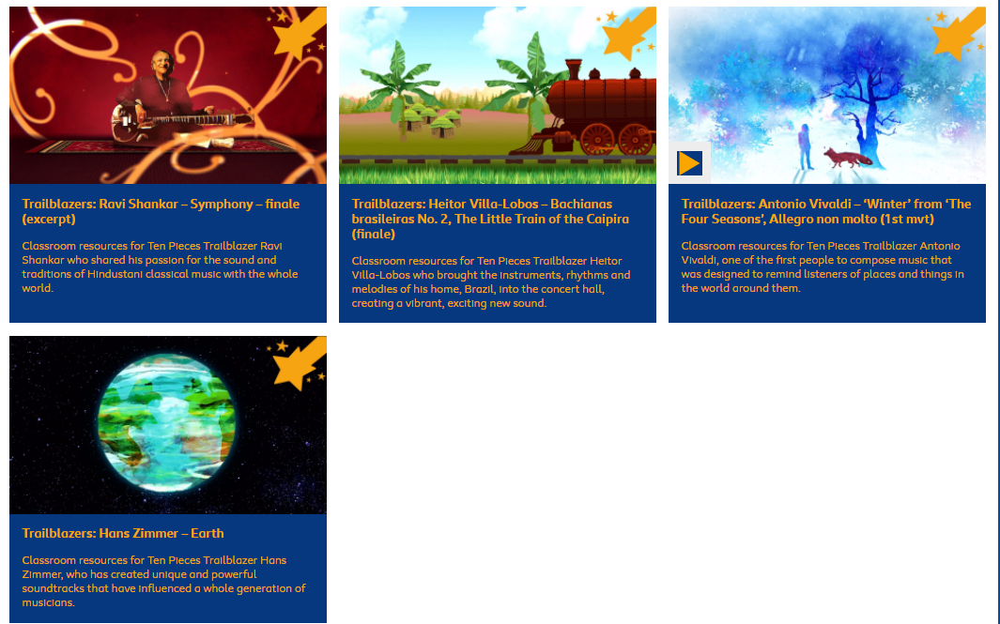 Trailblazers: Ravi Shankar – Symphony – finale
(excerpt)
Classroom resources for Ten Pieces Trailblazer Ravi
Shankar who shared his passion for the sound and
traditions of Hindustani classical music with the whole
world.
Trailblazers: Heitor Villa-Lobos – Bachianas
brasileiras No. 2, The Little Train of the Caipira
(finale)
Classroom resources for Ten Pieces Trailblazer Heitor
Villa-Lobos who brought the instruments, rhythms and
melodies of his home, Brazil, into the concert hall,
creating a vibrant, exciting new sound.
Trailblazers: Antonio Vivaldi – ‘Winter’ from ‘The
Four Seasons’, Allegro non molto (1st mvt)
Classroom resources for Ten Pieces Trailblazer Antonio
Vivaldi, one of the first people to compose music that
was designed to remind listeners of places and things in
the world around them.
Trailblazers: Hans Zimmer – Earth
Classroom resources for Ten Pieces Trailblazer Hans
Zimmer, who has created unique and powerful
soundtracks that have influenced a whole generation of
musicians.